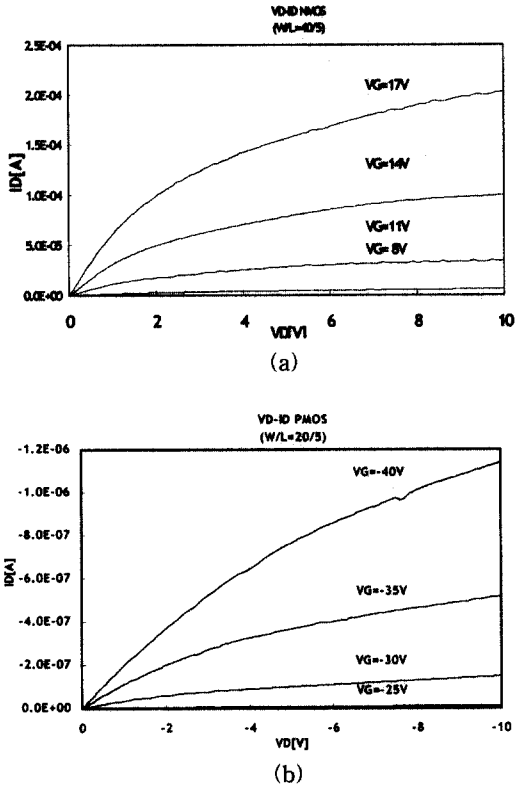 VD-ID NMOS
(W/L=40/5)
2.5E-04
2.0E-04
1.5E-04
1.0E-04
5.0E-05
0.0E+00
ID[A]
VG=17V
VG=14V
VG=11V
VG=8V
0 2 4 6 8 10
VD[V]
(a)
VD-ID PMOS
(W/L=20/5)
-1.2E-06
-1.0E-06
-8.0E-07
-6.0E-07
-4.0E-07
-2.0E-07
0.0E+00
ID[A]
VG=-40V
VG=-35V
VG=-30V
VG=-25V
0 -2 -4 -6 -8 -10
VD[V]
(b)